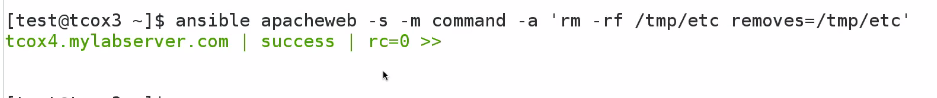 [test@tcox3 ~]$ ansible apacheweb -s -m command -a 'rm -rf /tmp/etc removes=/tmp/etc'
tcox4.mylabserver.com | success | rc=0 >>